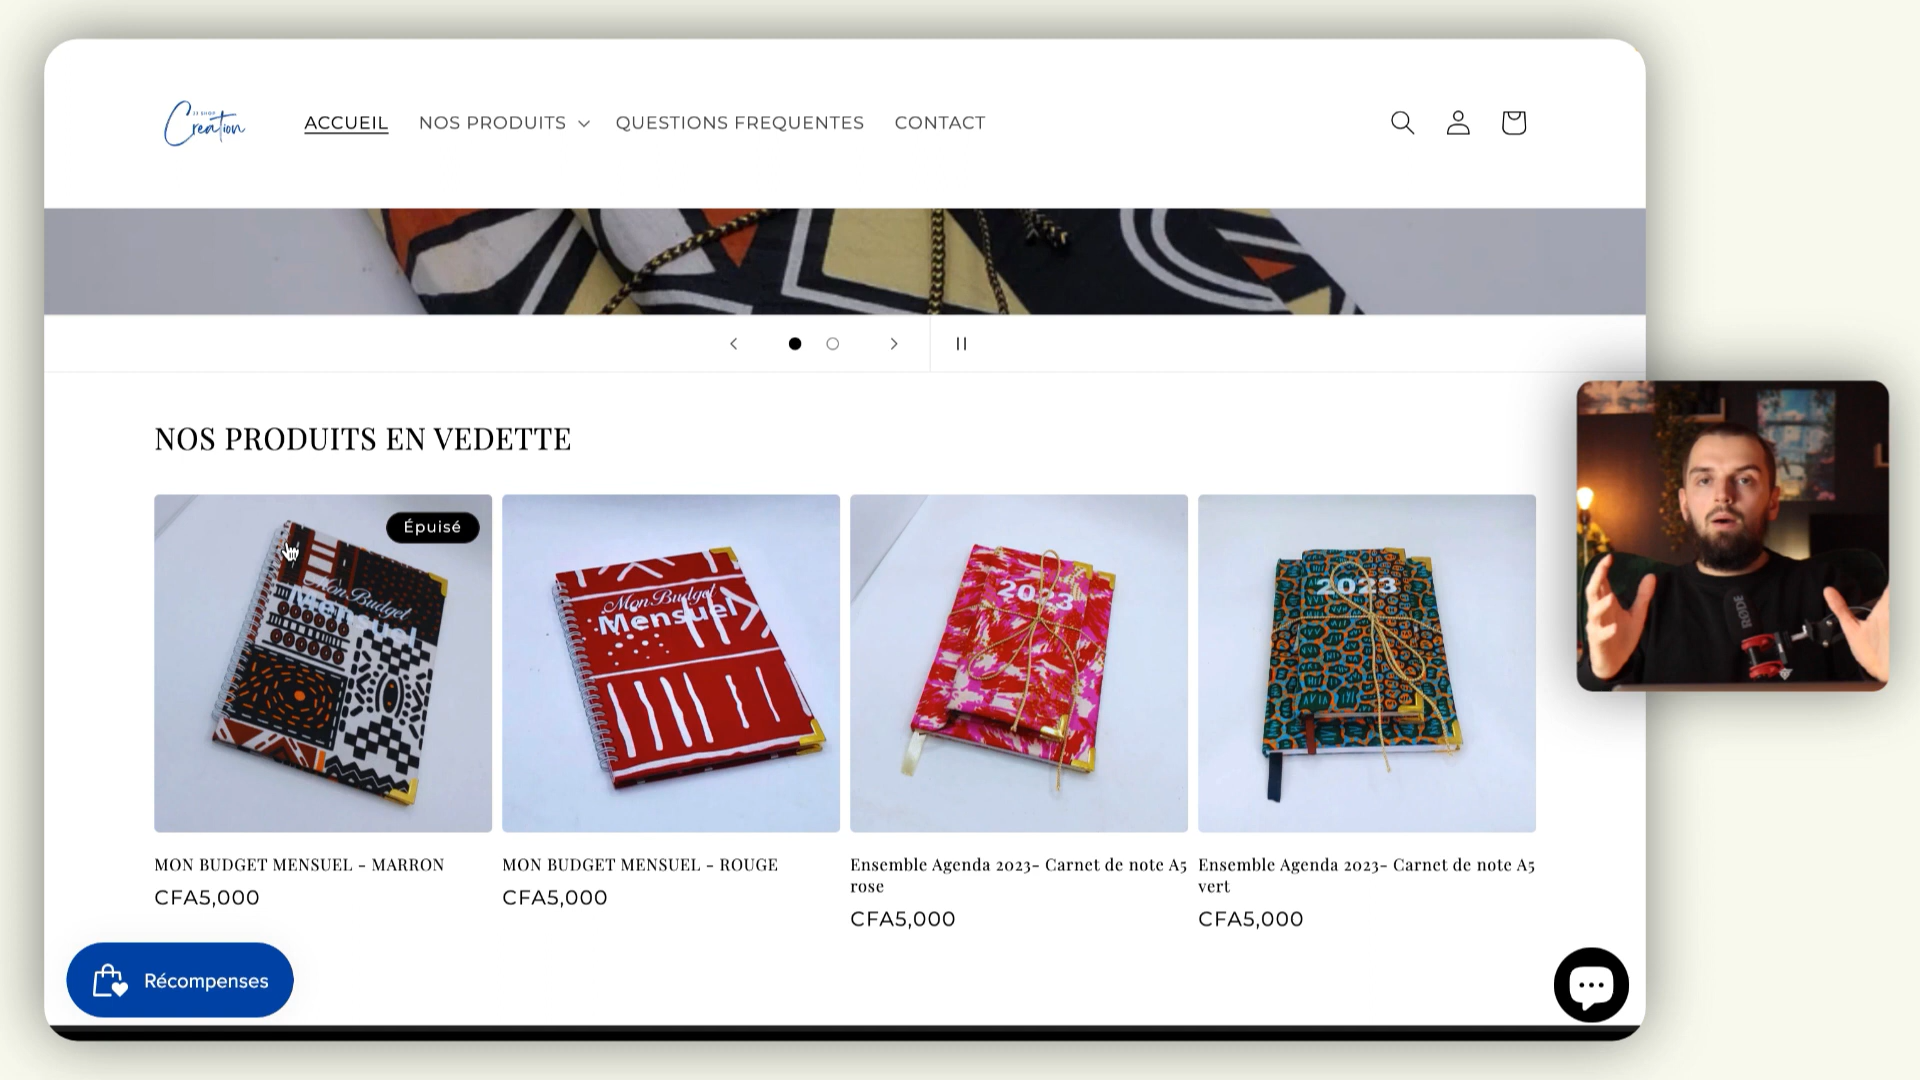 Creation
ACCUEIL
NOS PRODUITS
QUESTIONS FREQUENTES
CONTACT
NOS PRODUITS EN VEDETTE
Épuisé
Mon Budget
Mensuel
Mon Budget
Mensuel
2023
2023
RØDE
MON BUDGET MENSUEL - MARRON
CFA5,000
MON BUDGET MENSUEL - ROUGE
CFA5,000
Ensemble Agenda 2023- Carnet de note A5
rose
CFA5,000
Ensemble Agenda 2023- Carnet de note A5
vert
CFA5,000
Récompenses